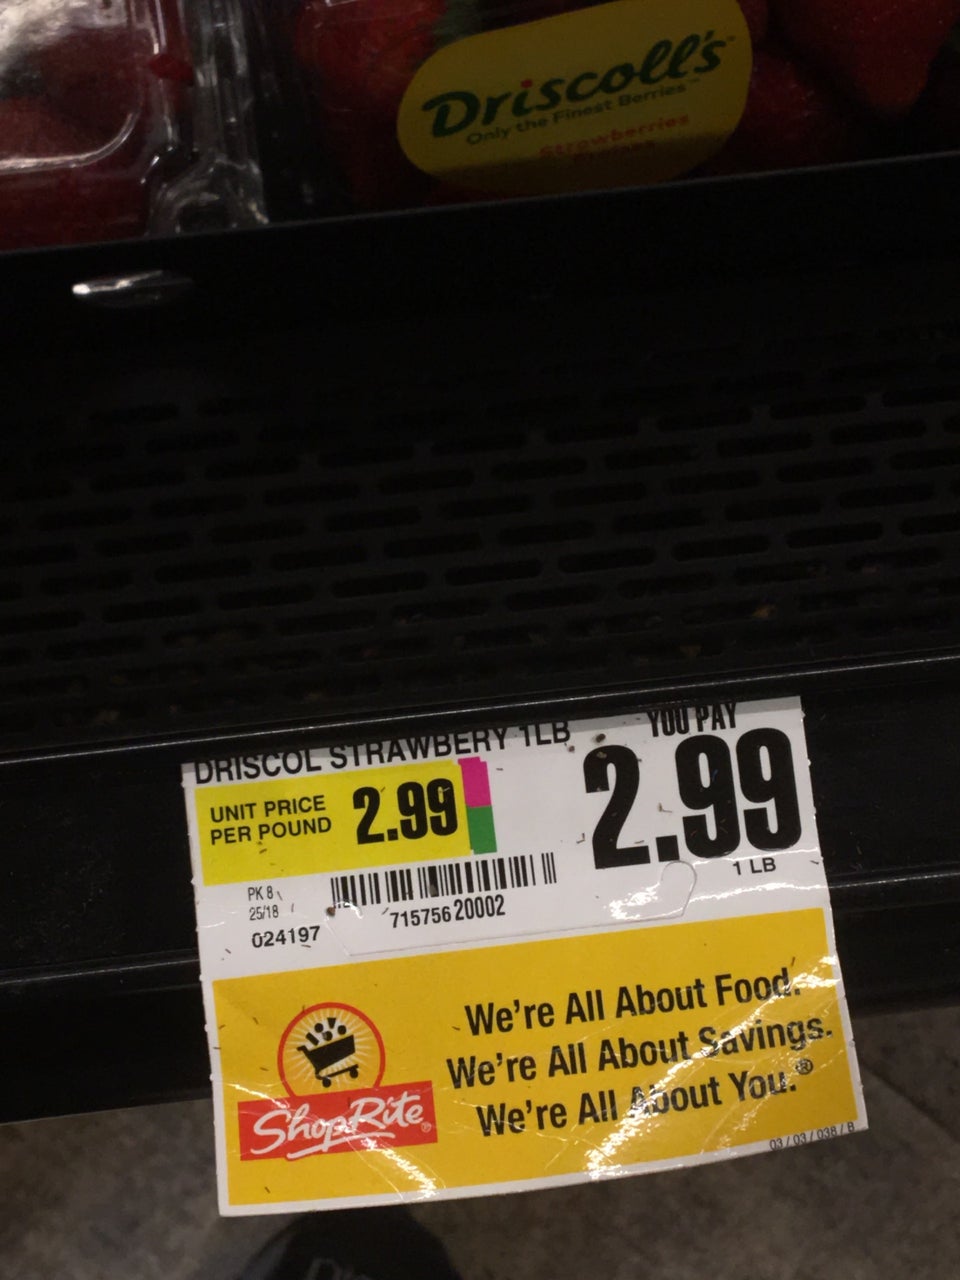 Driscoll's
Only the Finest Berries
Strawberries
DRISCOL STRAWBERY 1LB
YOU PAY
UNIT PRICE
PER POUND
2.99
2.99
1 LB
PK 8
25/18
024197
715756 20002
We're All About Food.
We're All About Savings.
We're All About You.®
ShopRite®
03/03/038/B